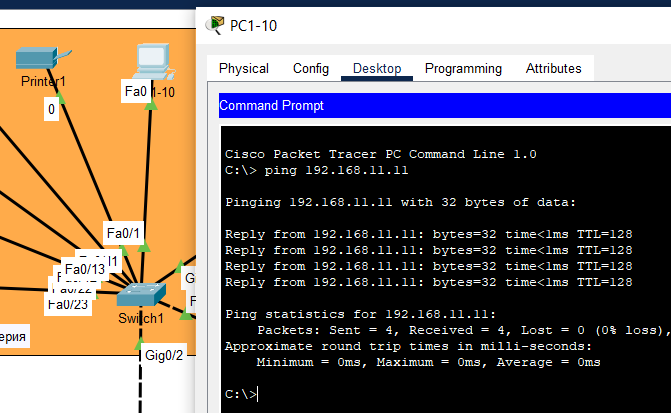 PC1-10
Physical Config Desktop Programming Attributes
Command Prompt
Cisco Packet Tracer PC Command Line 1.0
C:\> ping 192.168.11.11
Pinging 192.168.11.11 with 32 bytes of data:
Reply from 192.168.11.11: bytes=32 time<1ms TTL=128
Reply from 192.168.11.11: bytes=32 time<1ms TTL=128
Reply from 192.168.11.11: bytes=32 time<1ms TTL=128
Reply from 192.168.11.11: bytes=32 time<1ms TTL=128
Ping statistics for 192.168.11.11:
Packets: Sent = 4, Received = 4, Lost = 0 (0% loss),
Approximate round trip times in milli-seconds:
Minimum = 0ms, Maximum = 0ms, Average = 0ms
C:\>
Printer1
0
Fa0
1-10
Fa0/1
Fa0/13
Fa0/22
Fa0/23
G
F
Switch1
ерия
Gig0/2